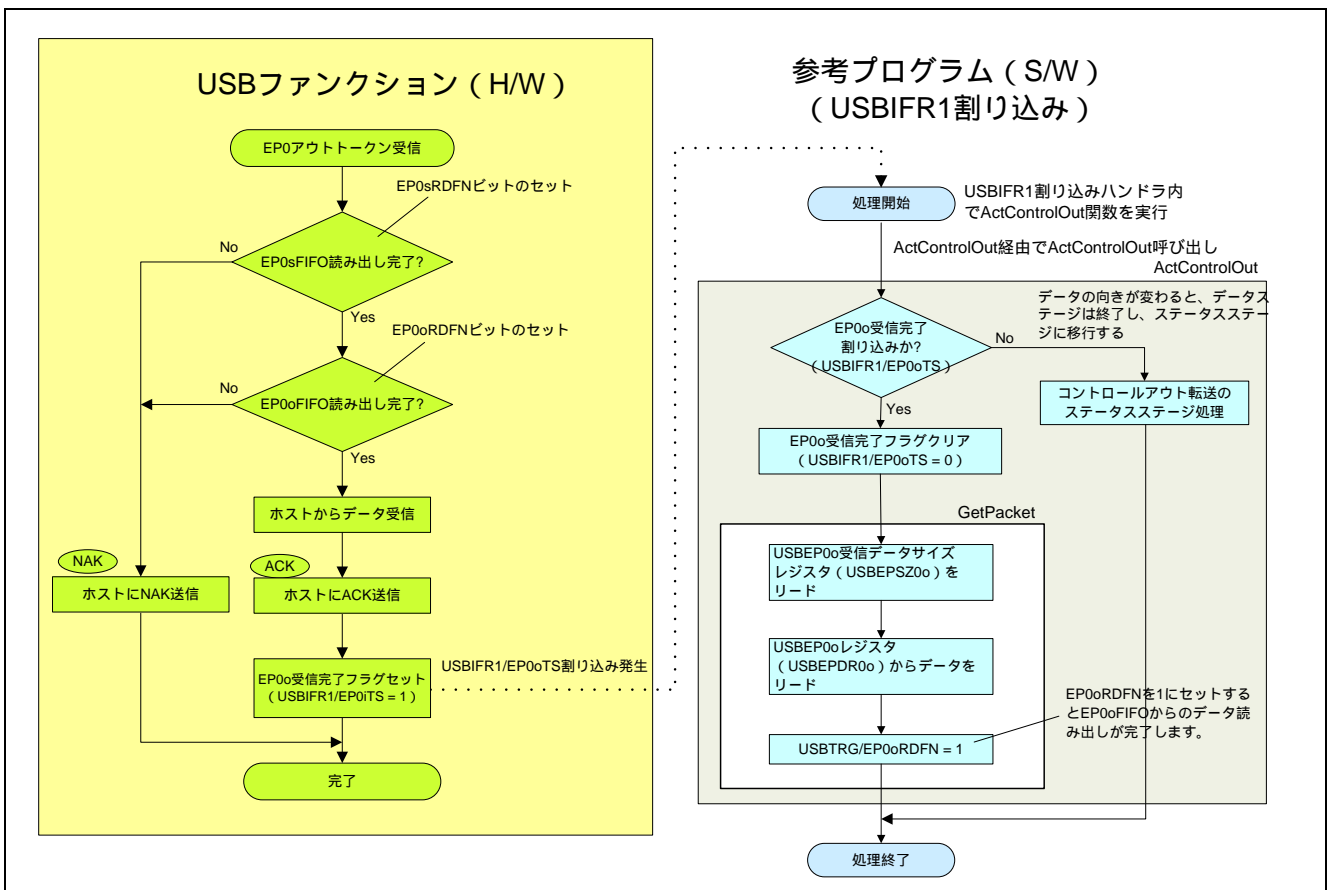 USBファンクション（H/W）
EP0アウトトークン受信
EP0sRDFNビットのセット
No
EP0sFIFO読み出し完了?
Yes
EP0oRDFNビットのセット
No
EP0oFIFO読み出し完了?
Yes
ホストからデータ受信
NAK
ACK
ホストにNAK送信
ホストにACK送信
EP0o受信完了フラグセット
（USBIFR1/EP0iTS = 1）
USBIFR1/EP0oTS割り込み発生
完了
参考プログラム（S/W）
（USBIFR1割り込み）
処理開始
USBIFR1割り込みハンドラ内
でActControlOut関数を実行
ActControlOut経由でActControlOut呼び出し
ActControlOut
データの向きが変わると、データス
テージは終了し、ステータスステー
ジに移行する
EP0o受信完了
割り込みか?
（USBIFR1/EP0oTS）
No
Yes
コントロールアウト転送の
ステータスステージ処理
EP0o受信完了フラグクリア
（USBIFR1/EP0oTS = 0）
GetPacket
USBEP0o受信データサイズ
レジスタ（USBEPSZ0o）を
リード
USBEP0oレジスタ
（USBEPDR0o）からデータを
リード
EP0oRDFNを1にセットする
とEP0oFIFOからのデータ読
み出しが完了します。
USBTRG/EP0oRDFN = 1
処理終了